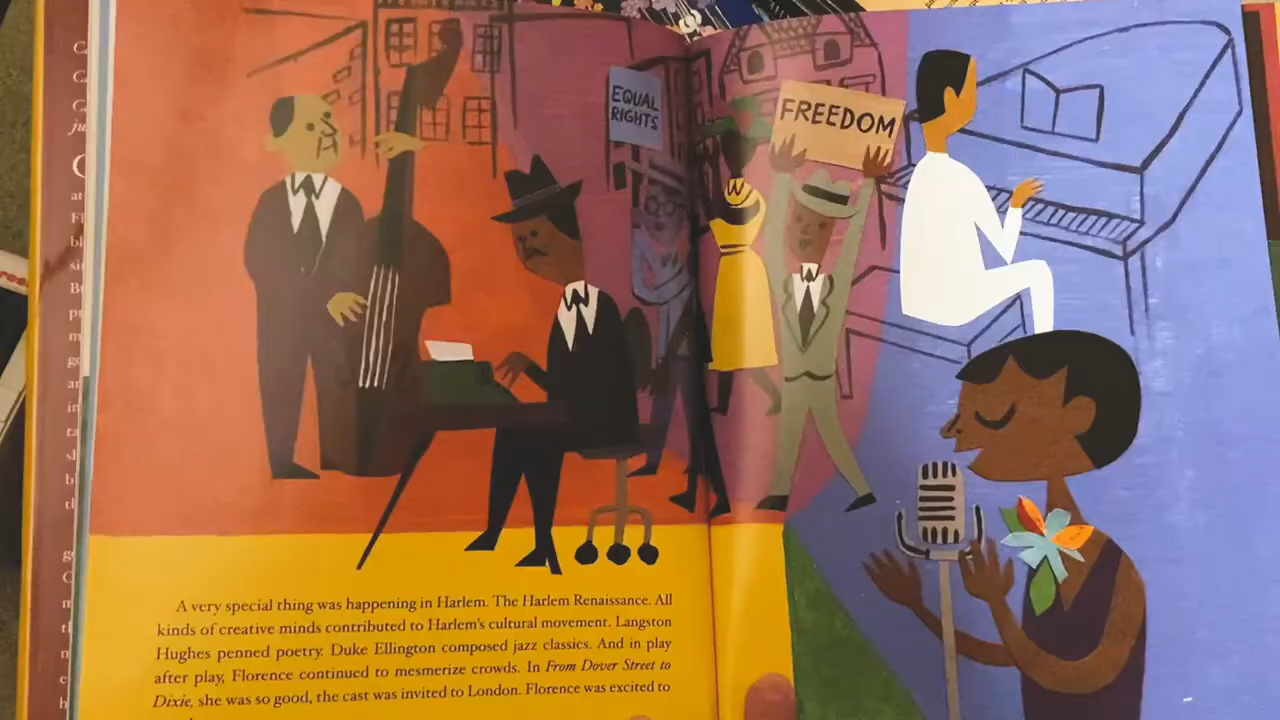 EQUAL
RIGHTS
FREEDOM
A very special thing was happening in Harlem. The Harlem Renaissance. All
kinds of creative minds contributed to Harlem's cultural movement. Langston
Hughes penned poetry. Duke Ellington composed jazz classics. And in play
after play, Florence continued to mesmerize crowds. In From Dover Street to
Dixie, she was so good, the cast was invited to London. Florence was excited to